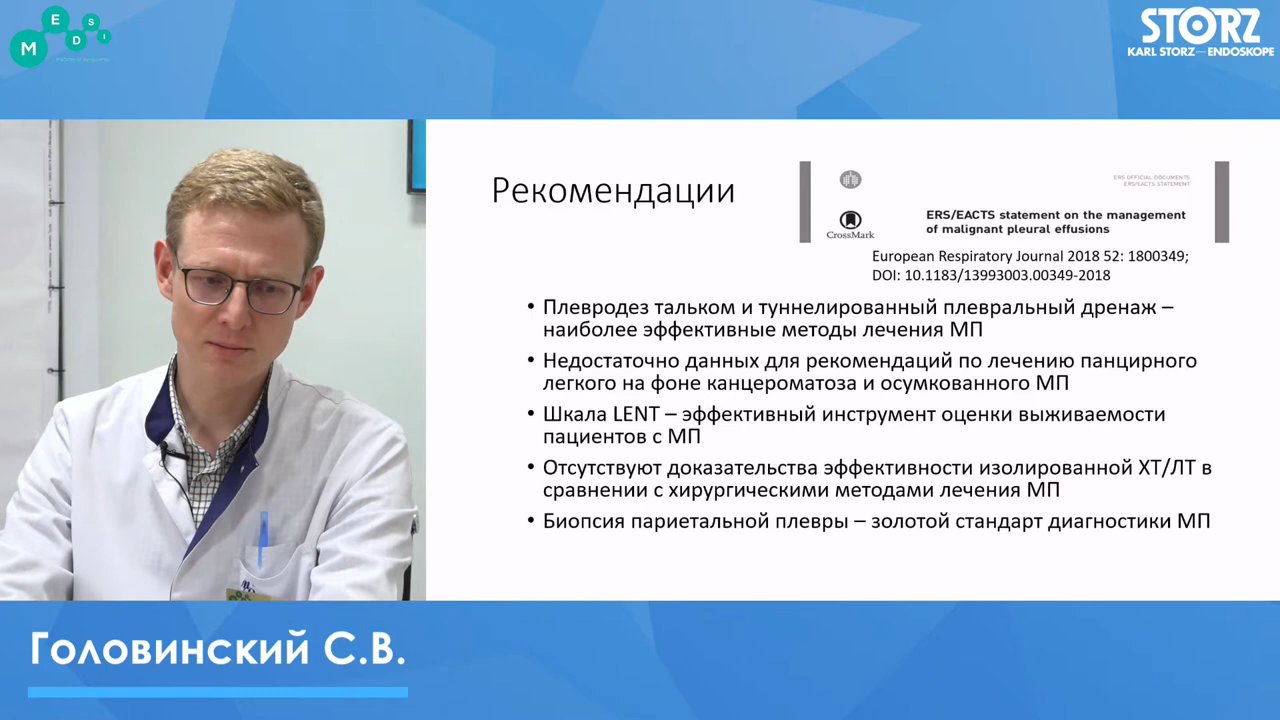 MEDSI
STORZ
KARL STORZ—ENDOSKOPE
Рекомендации
ERS OFFICIAL DOCUMENTS
ERS/EACTS STATEMENT
CrossMark
ERS/EACTS statement on the management
of malignant pleural effusions
European Respiratory Journal 2018 52: 1800349;
DOI: 10.1183/13993003.00349-2018
• Плевродез тальком и туннелированный плевральный дренаж –
наиболее эффективные методы лечения МП
• Недостаточно данных для рекомендаций по лечению панцирного
легкого на фоне канцероматоза и осумкованного МП
• Шкала LENT – эффективный инструмент оценки выживаемости
пациентов с МП
• Отсутствуют доказательства эффективности изолированной ХТ/ЛТ в
сравнении с хирургическими методами лечения МП
• Биопсия париетальной плевры – золотой стандарт диагностики МП
Головинский С.В.